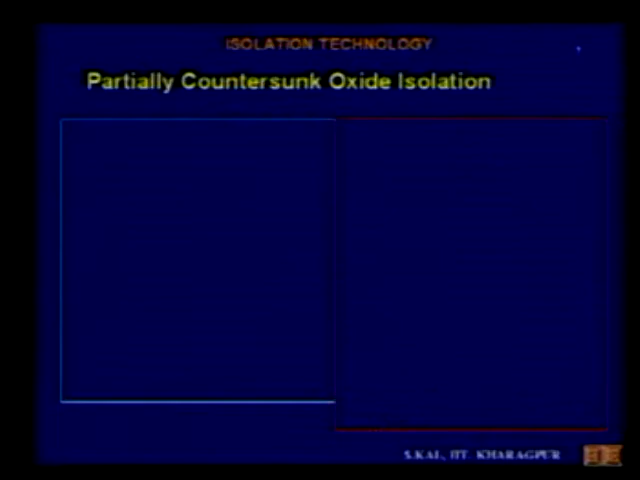 ISOLATION TECHNOLOGY
Partially Countersunk Oxide Isolation
S.KAL, IIT KHARAGPUR